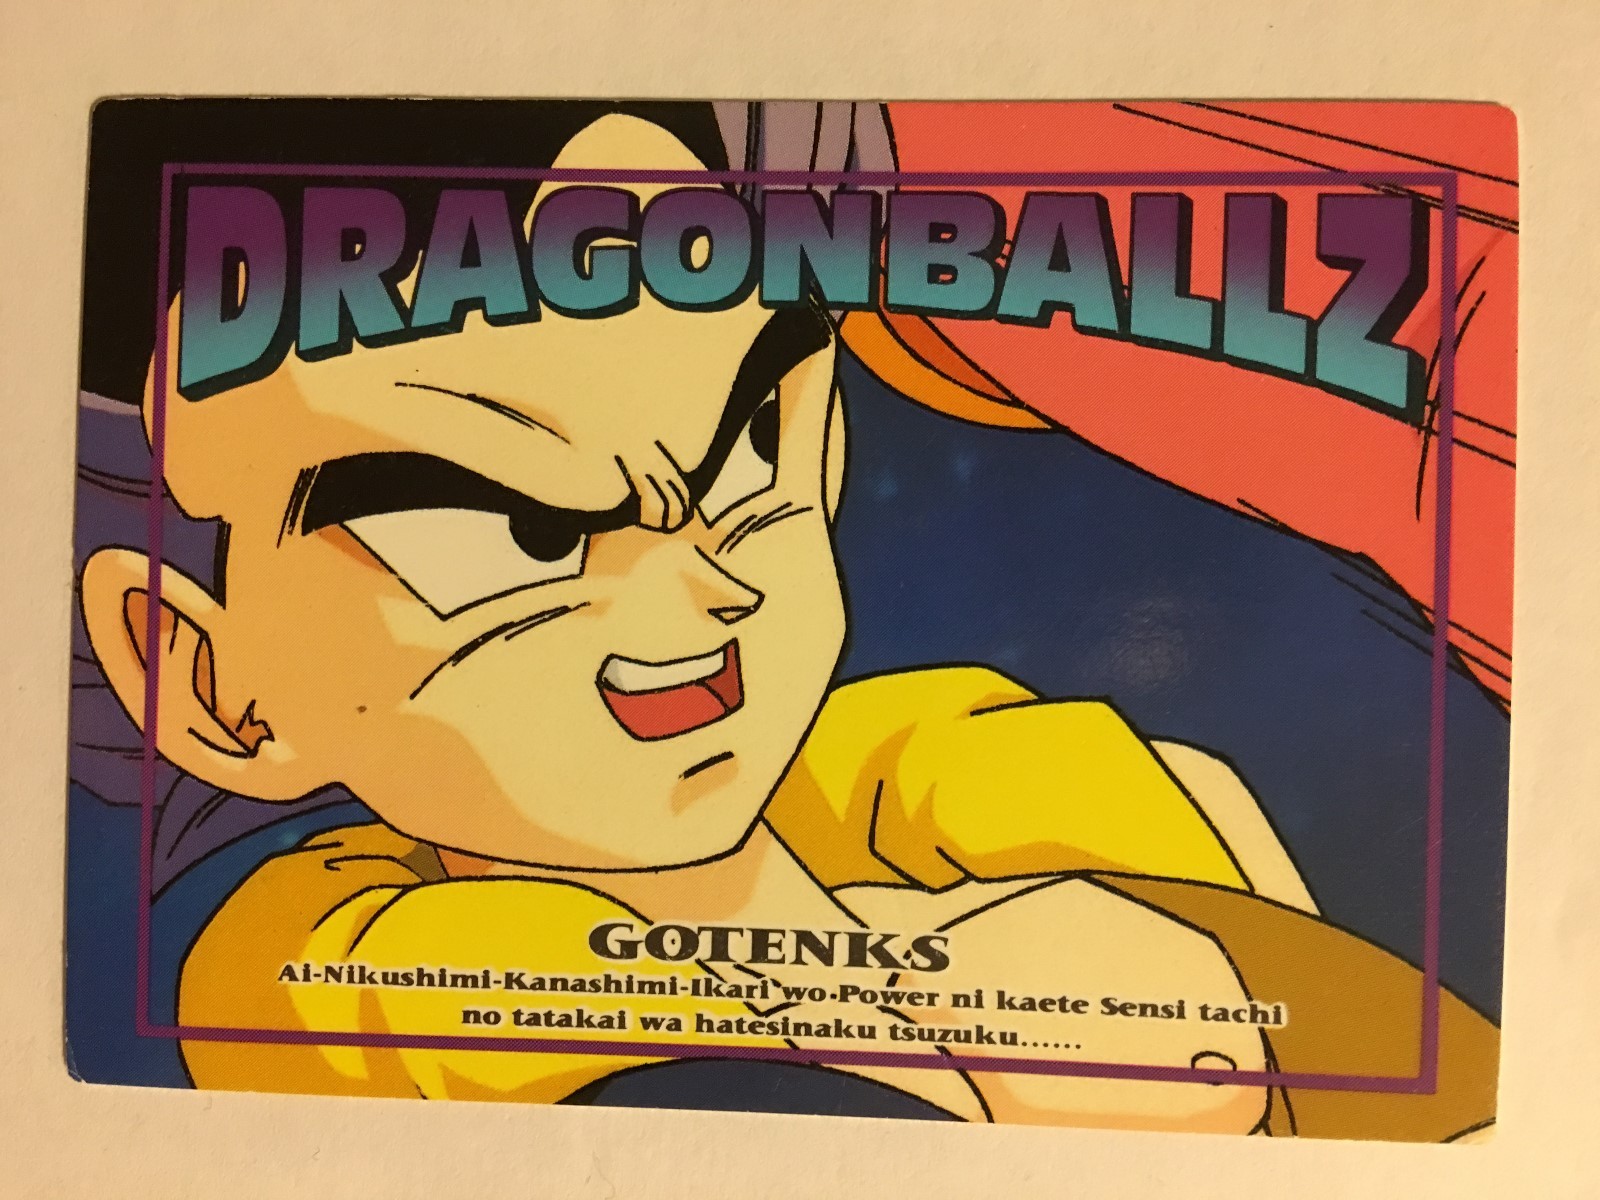 DRAGONBALLZ
GOTENKS
Ai-Nikushimi-Kanashimi-Ikari wo Power ni kaete Sensi tachi
no tatakai wa hatesinaku tsuzuku......